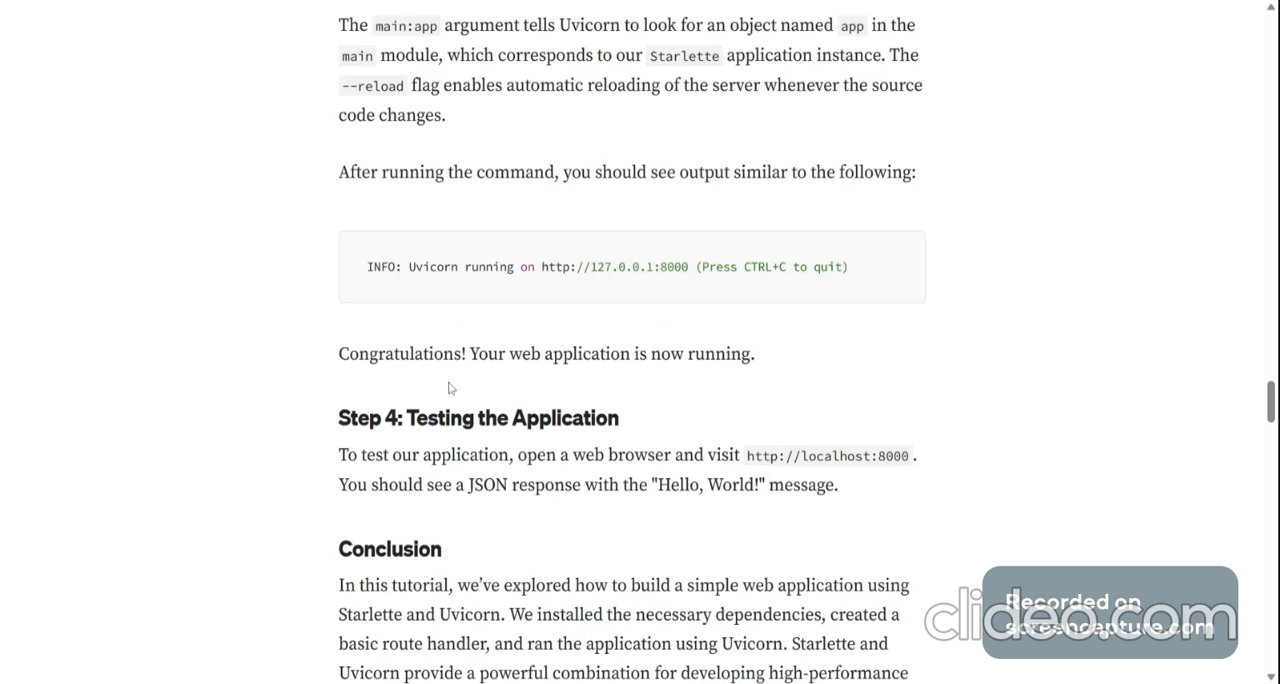 The main:app argument tells Uvicorn to look for an object named app in the
main module, which corresponds to our Starlette application instance. The
--reload flag enables automatic reloading of the server whenever the source
code changes.
After running the command, you should see output similar to the following:
INFO: Uvicorn running on http://127.0.0.1:8000 (Press CTRL+C to quit)
Congratulations! Your web application is now running.
Step 4: Testing the Application
To test our application, open a web browser and visit http://localhost:8000.
You should see a JSON response with the "Hello, World!" message.
Conclusion
In this tutorial, we’ve explored how to build a simple web application using
Starlette and Uvicorn. We installed the necessary dependencies, created a
basic route handler, and ran the application using Uvicorn. Starlette and
Uvicorn provide a powerful combination for developing high-performance
Recorded on
screencapture.com
clideo.com